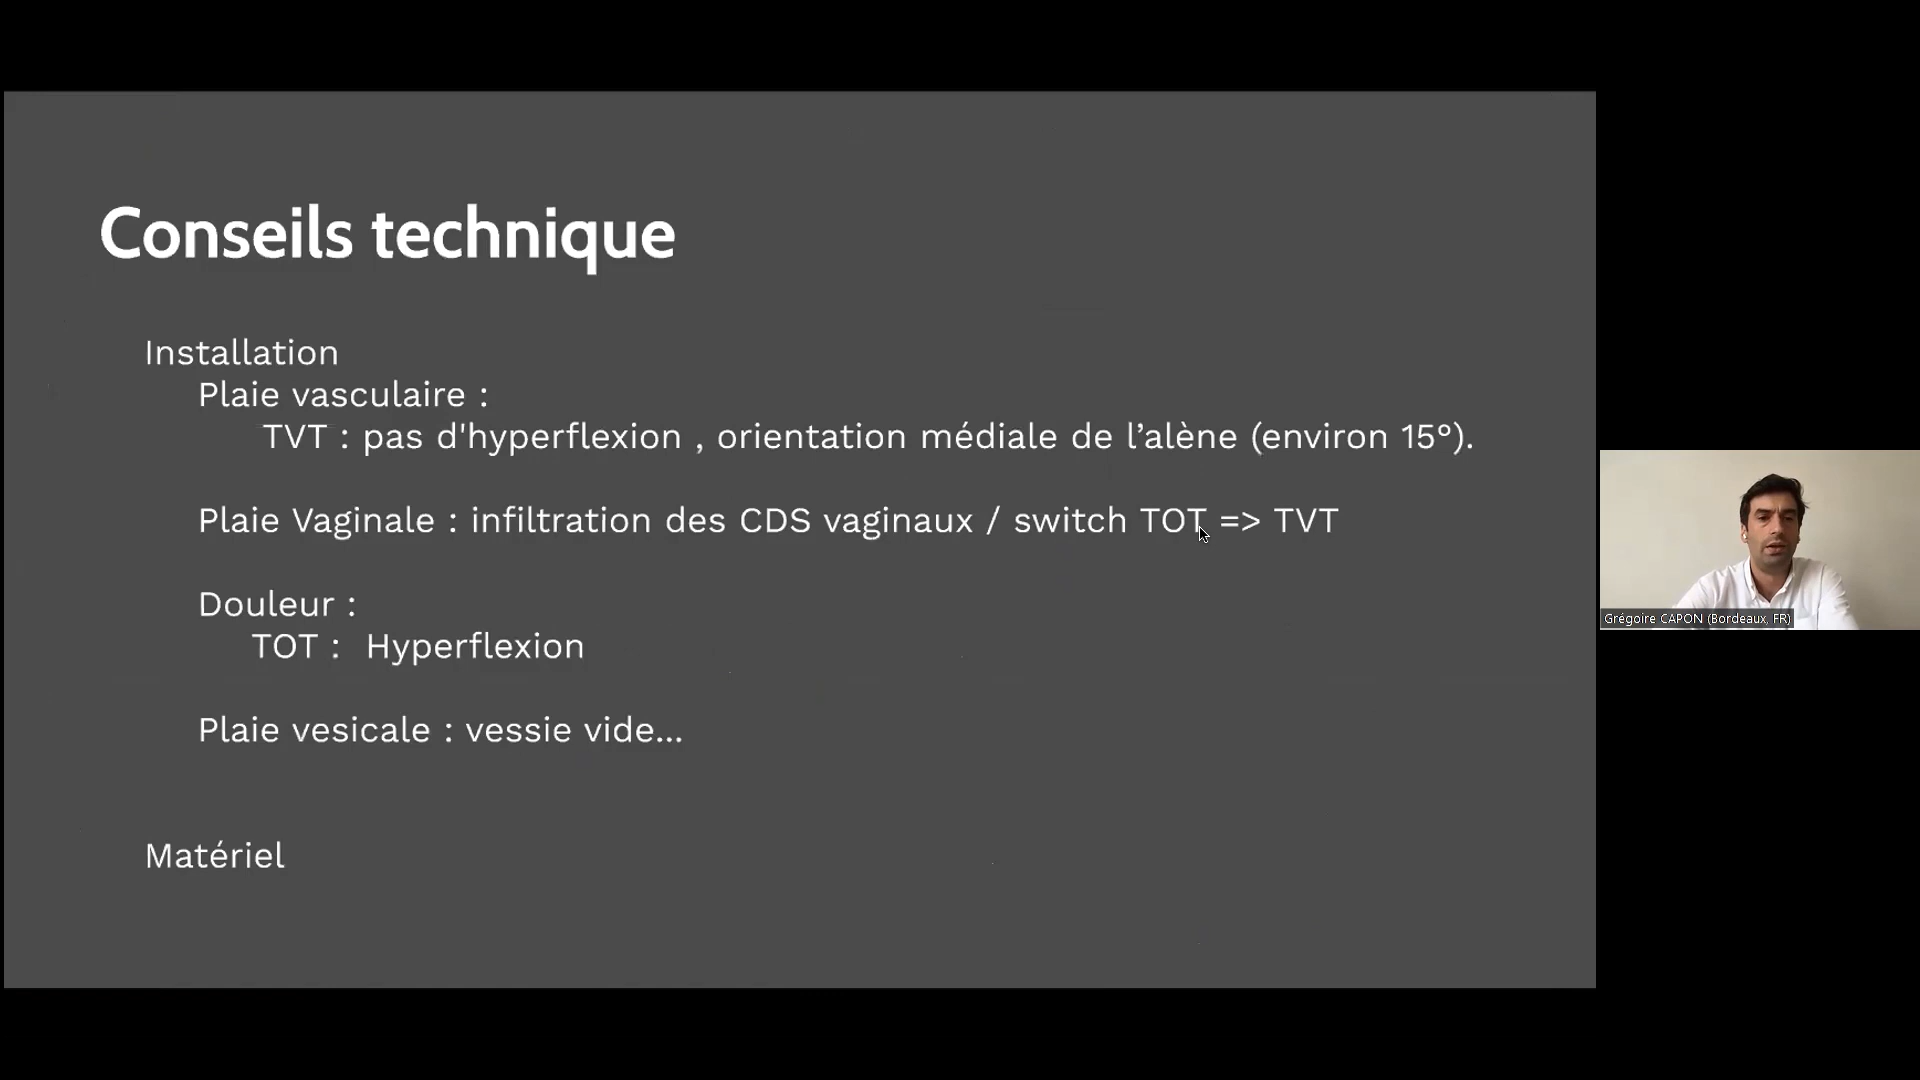 Conseils technique
Installation
Plaie vasculaire :
TVT : pas d'hyperflexion , orientation médiale de l’alène (environ 15°).
Plaie Vaginale : infiltration des CDS vaginaux / switch TOT => TVT
Douleur :
TOT : Hyperflexion
Plaie vesicale : vessie vide...
Matériel
Grégoire CAPON (Bordeaux, FR)